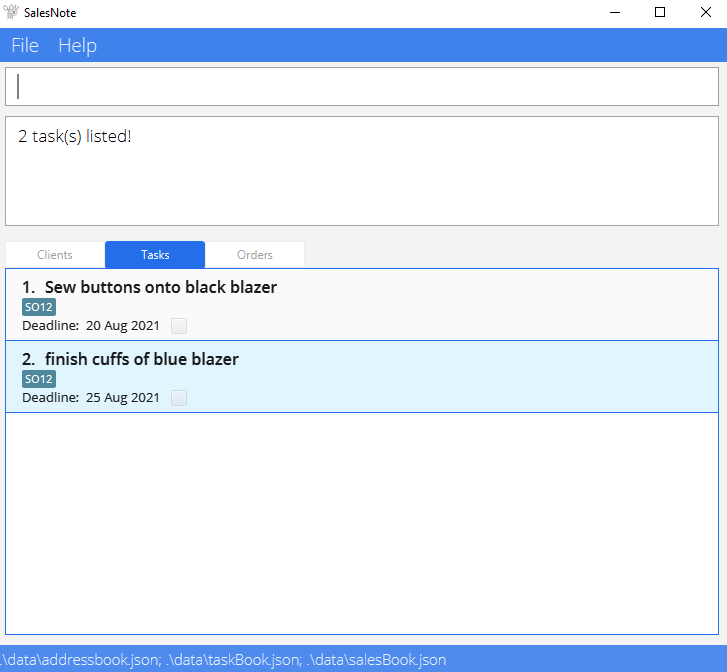 SalesNote
File Help
2 task(s) listed!
Clients Tasks Orders
1. Sew buttons onto black blazer
SO12
Deadline: 20 Aug 2021
2. finish cuffs of blue blazer
SO12
Deadline: 25 Aug 2021
.\data\addressbook.json; .\data\taskBook.json; .\data\salesBook.json